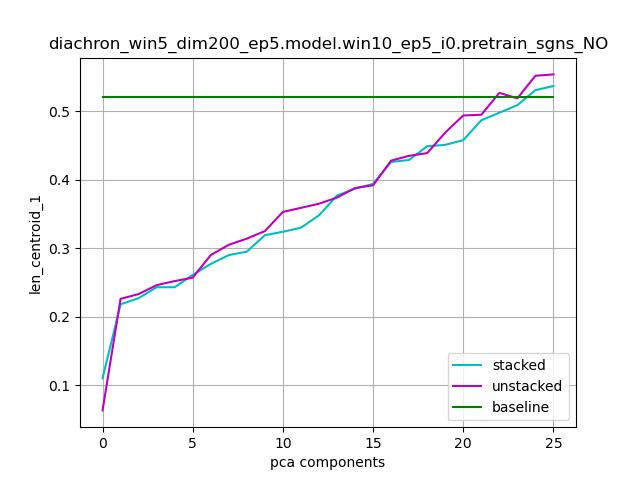 diachron_win5_dim200_ep5.model.win10_ep5_i0.pretrain_sgns_NO
len_centroid_1
0.5
0.4
0.3
0.2
0.1
0 5 10 15 20 25
pca components
stacked
unstacked
baseline